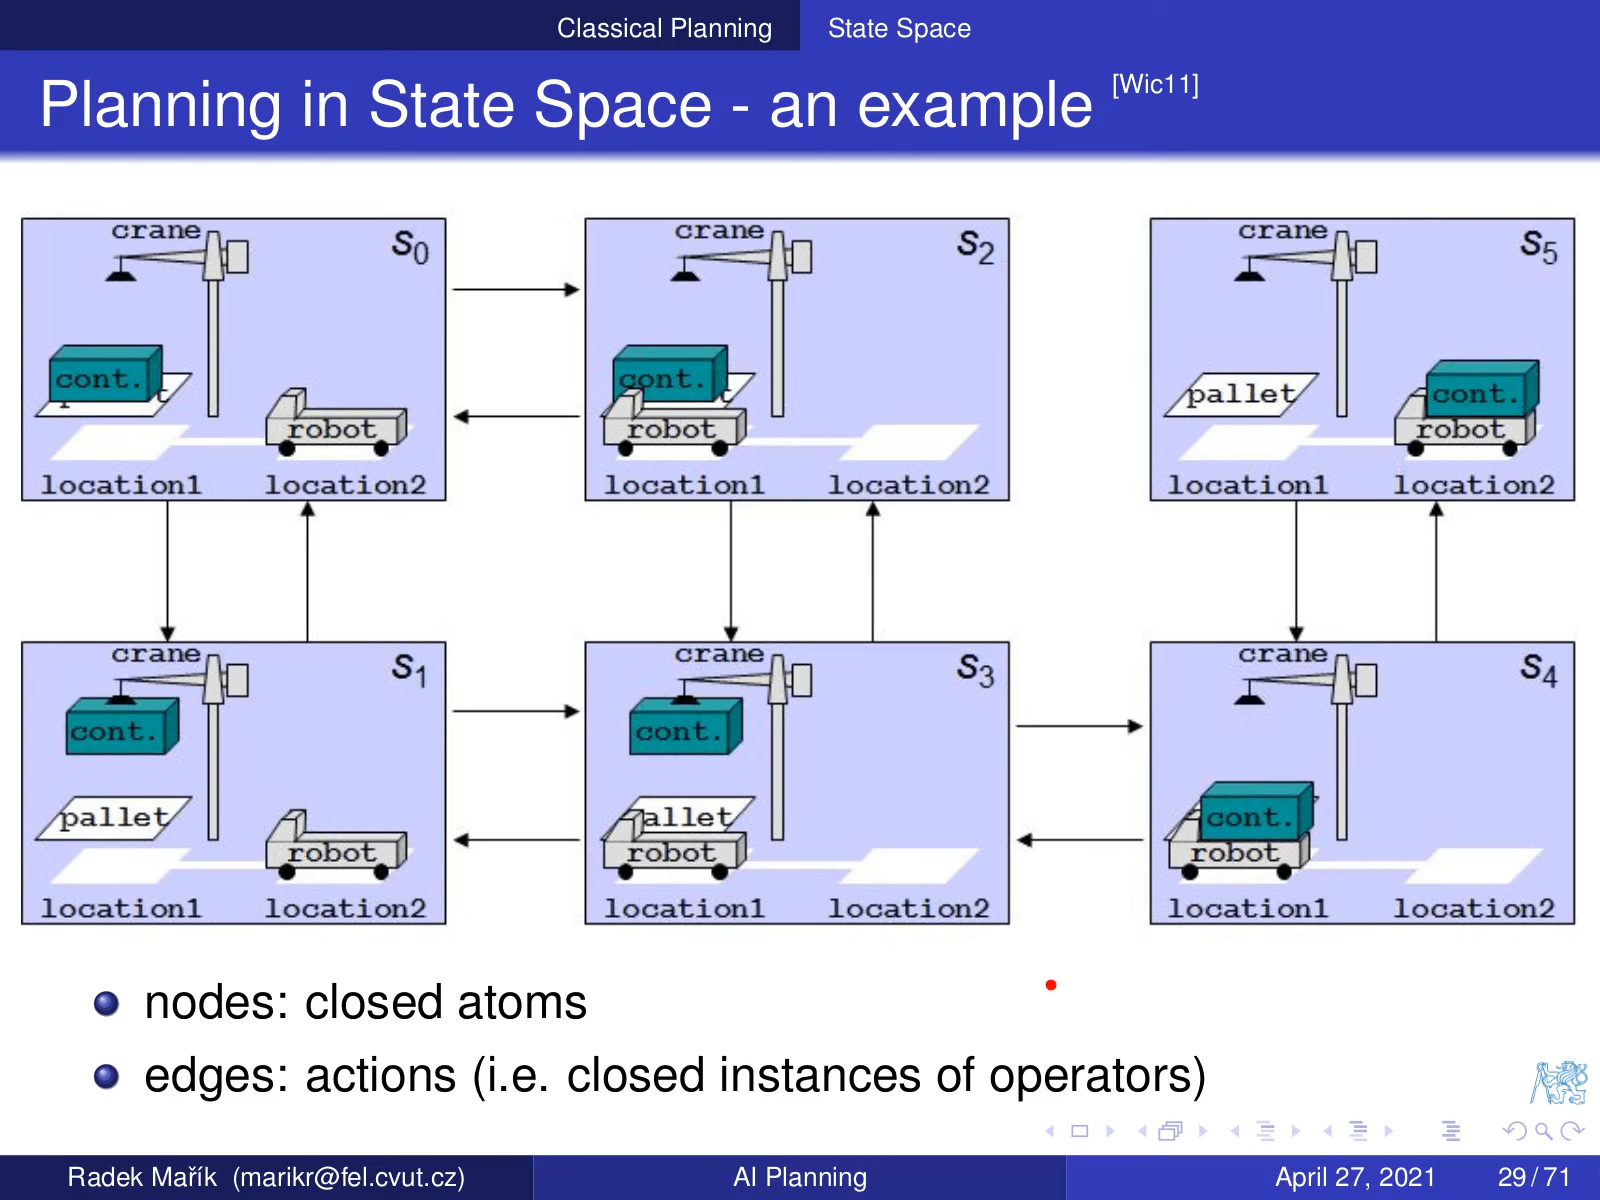 Classical Planning State Space
Planning in State Space - an example [Wic11]
crane S0
cont.
robot
location1 location2
crane S2
cont.
robot
location1 location2
crane S5
pallet cont.
robot
location1 location2
crane S1
cont.
pallet
robot
location1 location2
crane S3
cont.
allet
robot
location1 location2
crane S4
cont.
robot
location1 location2
nodes: closed atoms
edges: actions (i.e. closed instances of operators)
Radek Mařík (marikr@fel.cvut.cz) AI Planning April 27, 2021 29 / 71